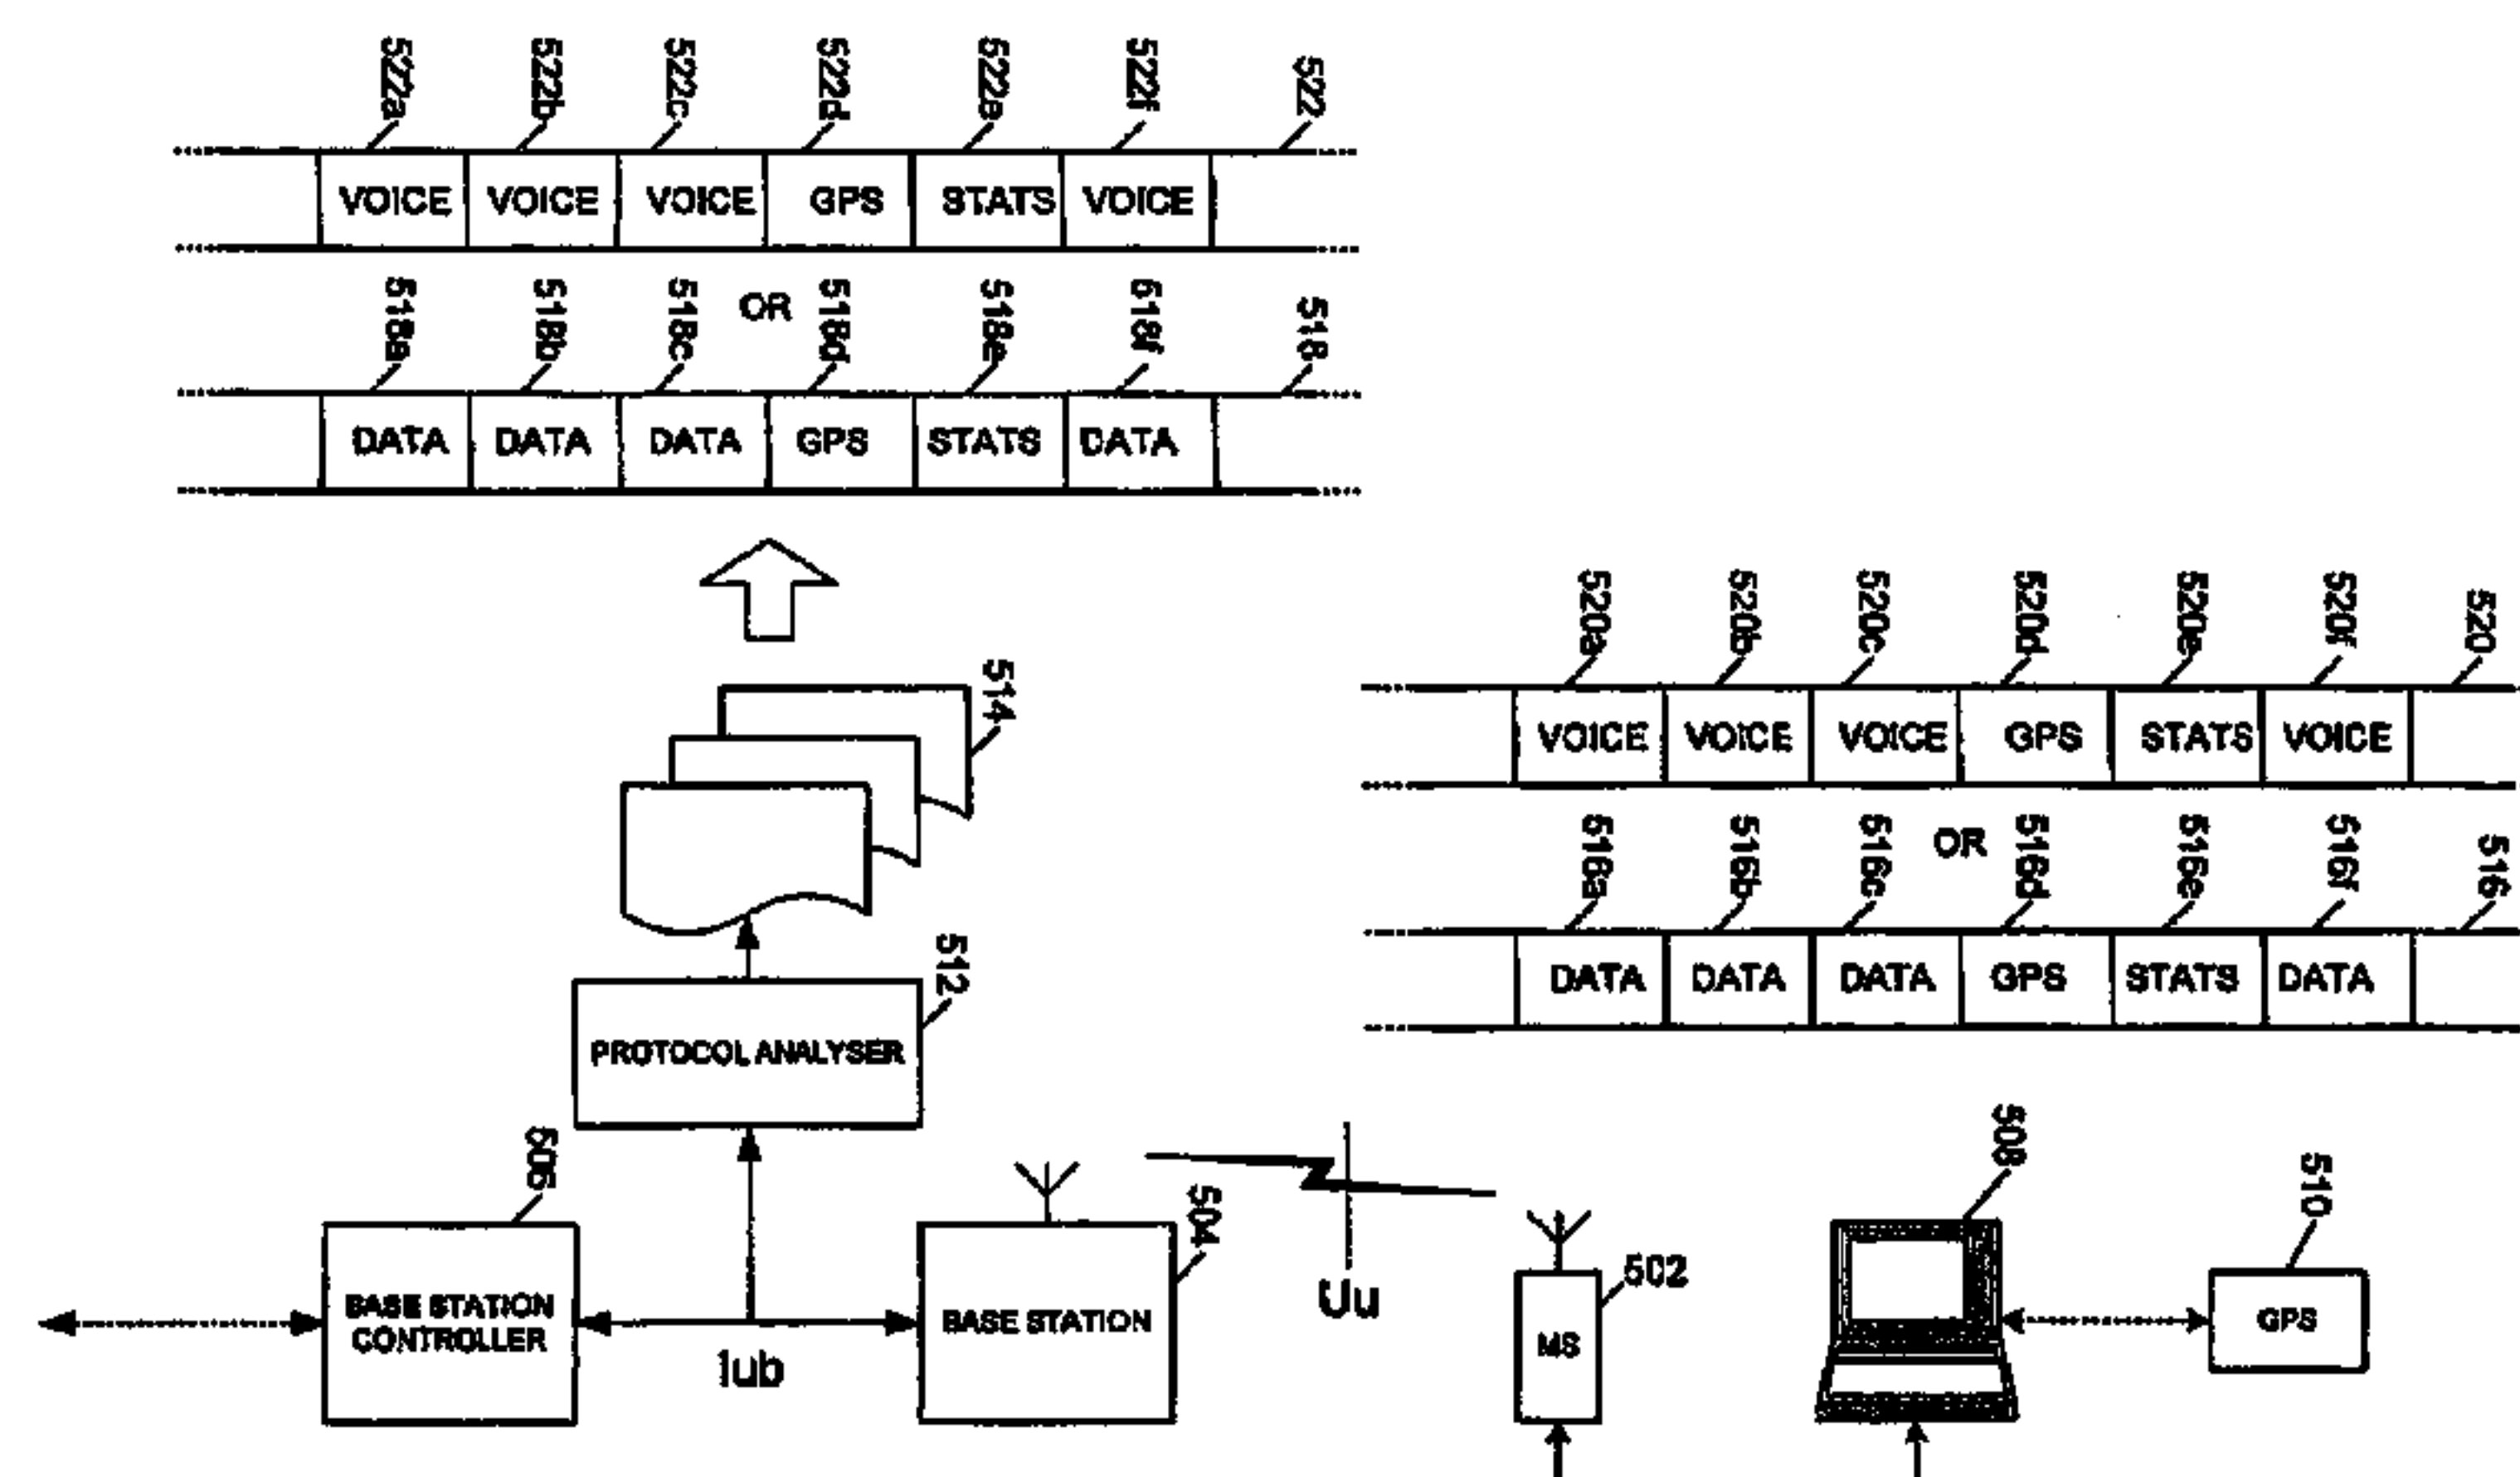 522a 522b 522c 522d 522e 522f 522
VOICE VOICE VOICE GPS STATS VOICE
518a 518b 518c OR 518d 518e 518f 518
DATA DATA DATA GPS STATS DATA
514
520a 520b 520c 520d 520e 520f 520
VOICE VOICE VOICE GPS STATS VOICE
516a 516b 516c OR 516d 516e 516f 516
DATA DATA DATA GPS STATS DATA
512
PROTOCOL ANALYSER
506
504
508
510
BASE STATION
CONTROLLER
Iub
BASE STATION
Uu
502
MS
GPS